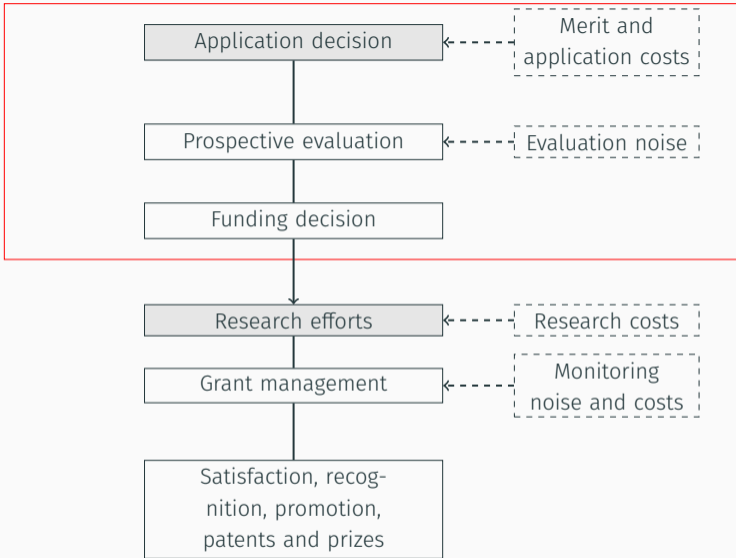 Application decision
Merit and
application costs
Prospective evaluation
Evaluation noise
Funding decision
Research efforts
Research costs
Grant management
Monitoring
noise and costs
Satisfaction, recog-
nition, promotion,
patents and prizes